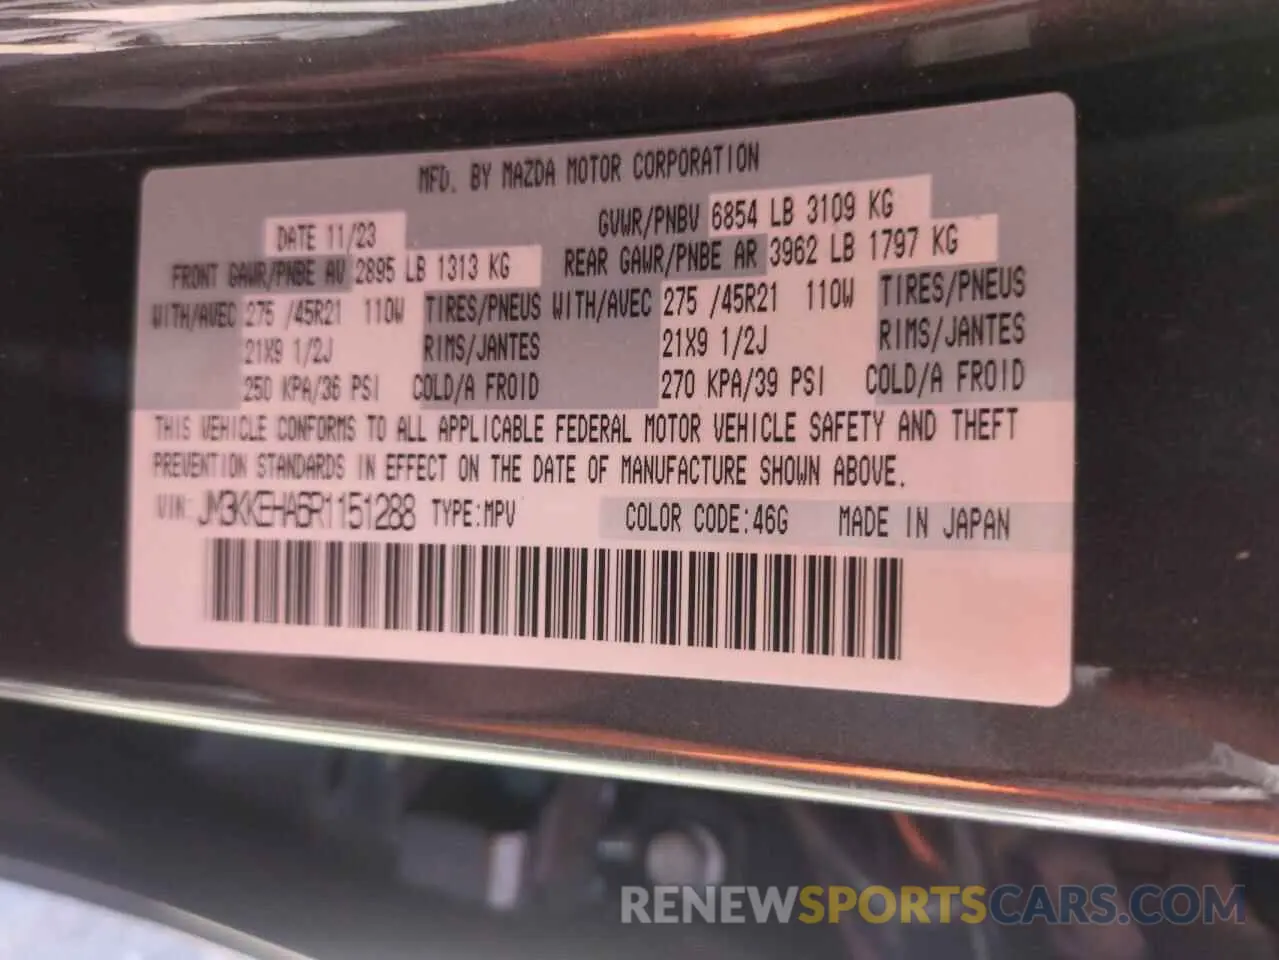 MFD. BY MAZDA MOTOR CORPORATION
DATE 11/23 GVWR/PNBV 6854 LB 3109 KG
FRONT GAWR/PNBE AV 2895 LB 1313 KG REAR GAWR/PNBE AR 3962 LB 1797 KG
WITH/AVEC 275 /45R21 110W TIRES/PNEUS WITH/AVEC 275 /45R21 110W TIRES/PNEUS
21X9 1/2J RIMS/JANTES 21X9 1/2J RIMS/JANTES
250 KPA/36 PSI COLD/A FROID 270 KPA/39 PSI COLD/A FROID
THIS VEHICLE CONFORMS TO ALL APPLICABLE FEDERAL MOTOR VEHICLE SAFETY AND THEFT
PREVENTION STANDARDS IN EFFECT ON THE DATE OF MANUFACTURE SHOWN ABOVE.
VIN: JM3KKEHA6R1151288 TYPE:MPV COLOR CODE:46G MADE IN JAPAN
RENEWSPORTSCARS.COM